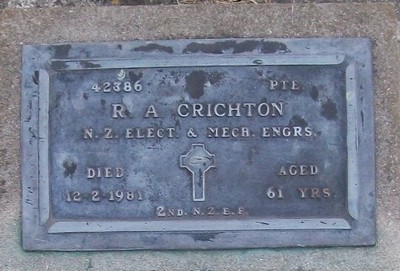 42386 PTE
R A CRICHTON
N. Z. ELECT. & MECH. ENGRS.
DIED AGED
12-2-1981 61 YRS.
2ND. N.Z.E.F.